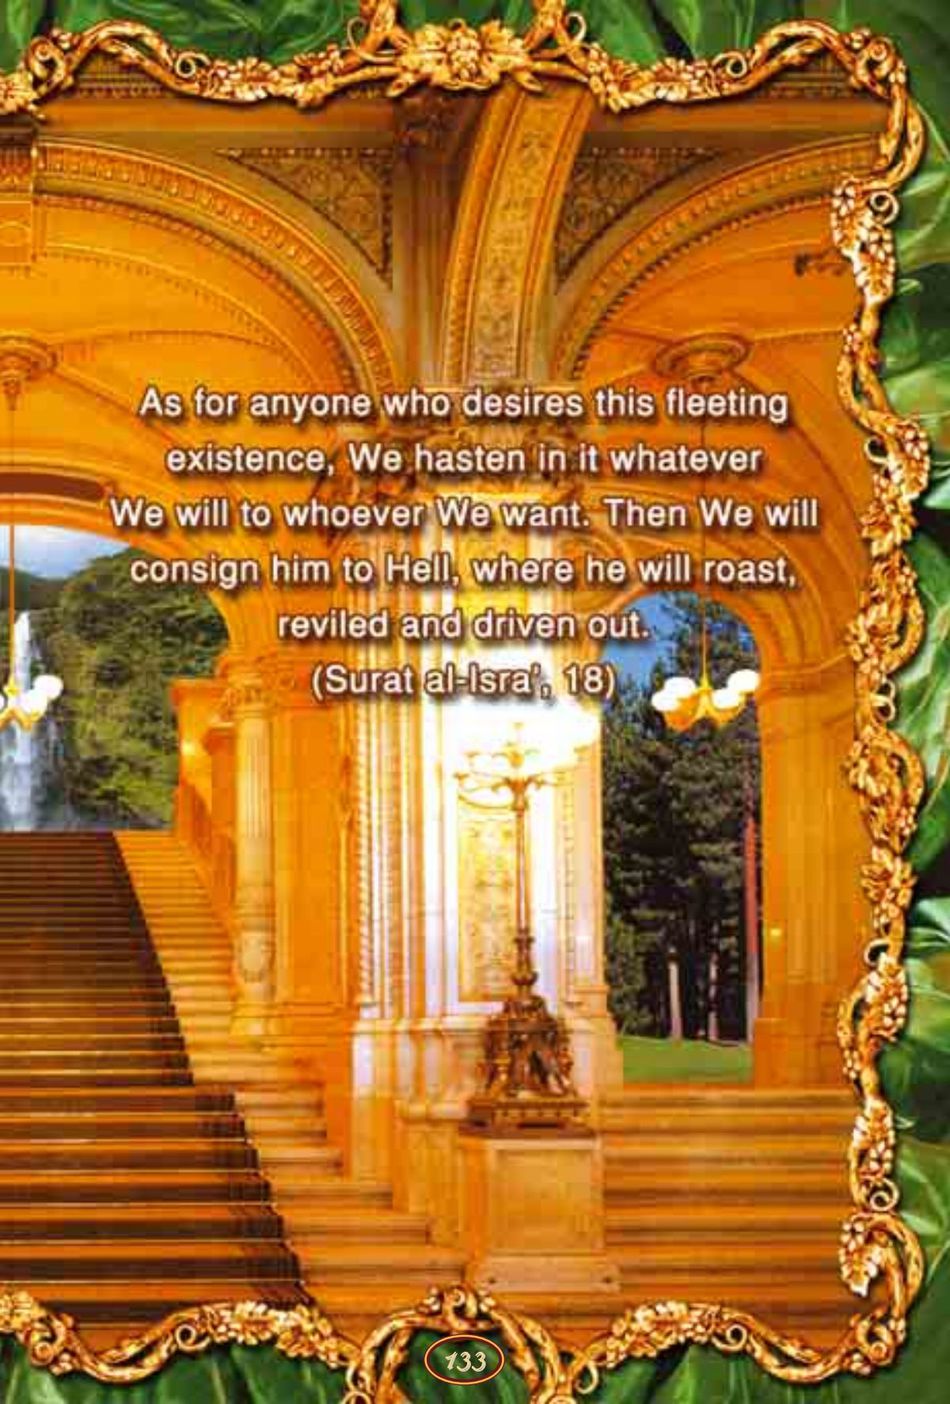 As for anyone who desires this fleeting
existence, We hasten in it whatever
We will to whoever We want. Then We will
consign him to Hell, where he will roast,
reviled and driven out.
(Surat al-Isra', 18)
133